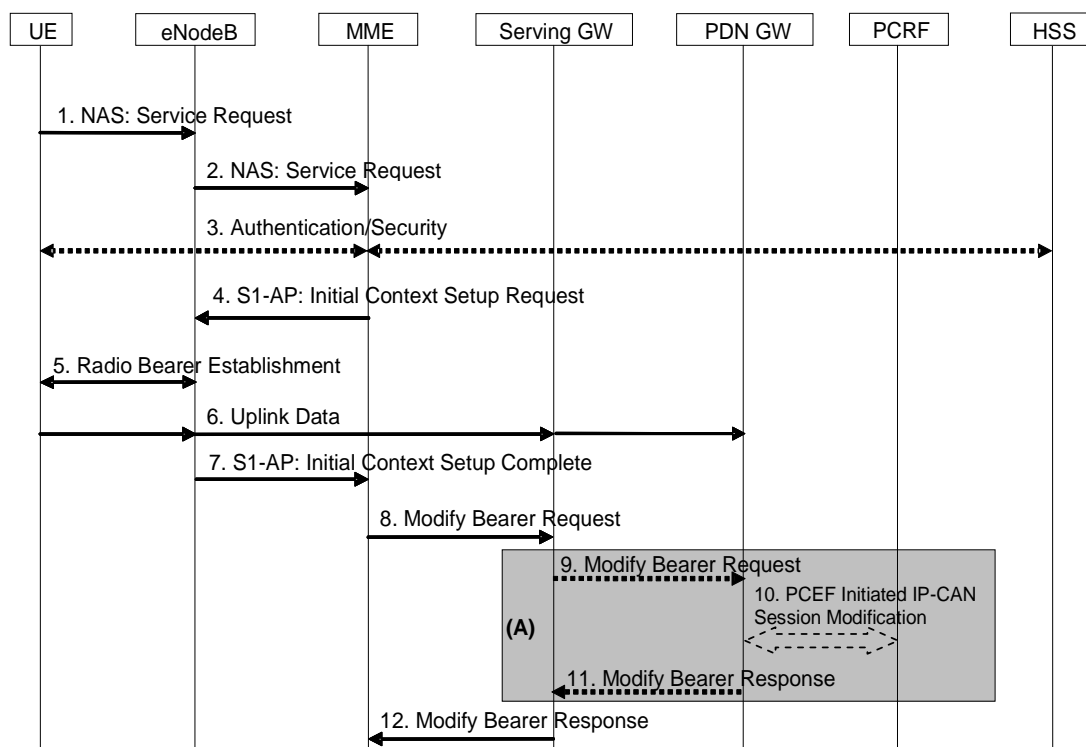 UE
eNodeB
MME
Serving GW
PDN GW
PCRF
HSS
1. NAS: Service Request
2. NAS: Service Request
3. Authentication/Security
4. S1-AP: Initial Context Setup Request
5. Radio Bearer Establishment
6. Uplink Data
7. S1-AP: Initial Context Setup Complete
8. Modify Bearer Request
9. Modify Bearer Request
10. PCEF Initiated IP-CAN
Session Modification
(A)
11. Modify Bearer Response
12. Modify Bearer Response